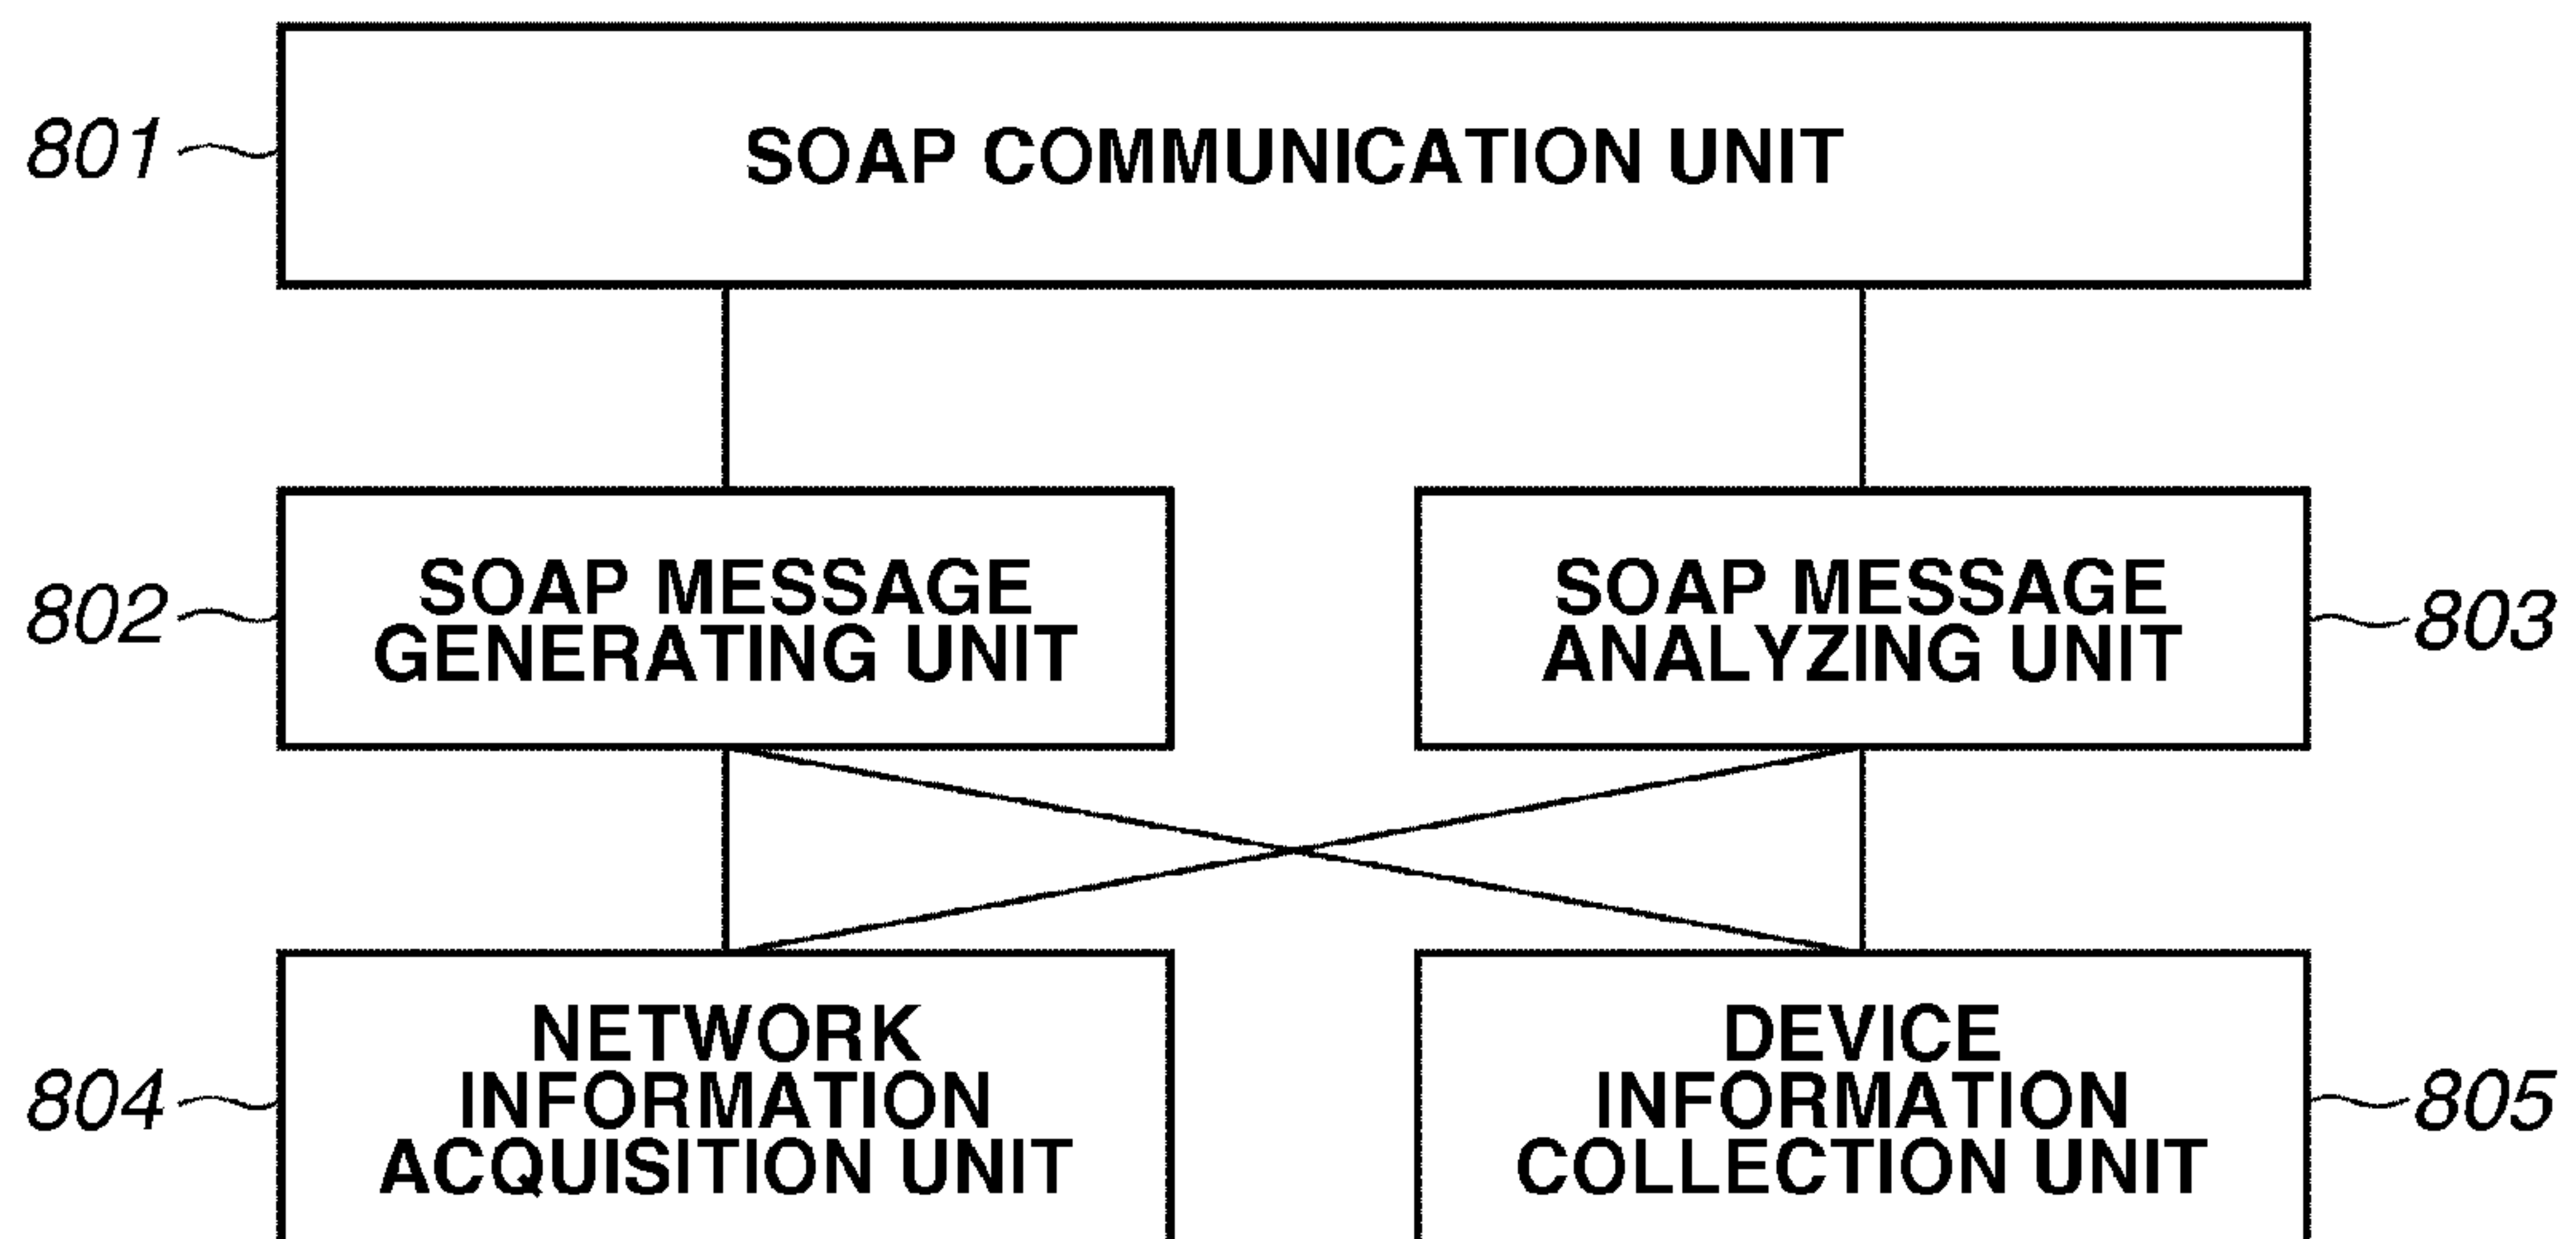 801
SOAP COMMUNICATION UNIT
802
SOAP MESSAGE
GENERATING UNIT
SOAP MESSAGE
ANALYZING UNIT
803
804
NETWORK
INFORMATION
ACQUISITION UNIT
DEVICE
INFORMATION
COLLECTION UNIT
805